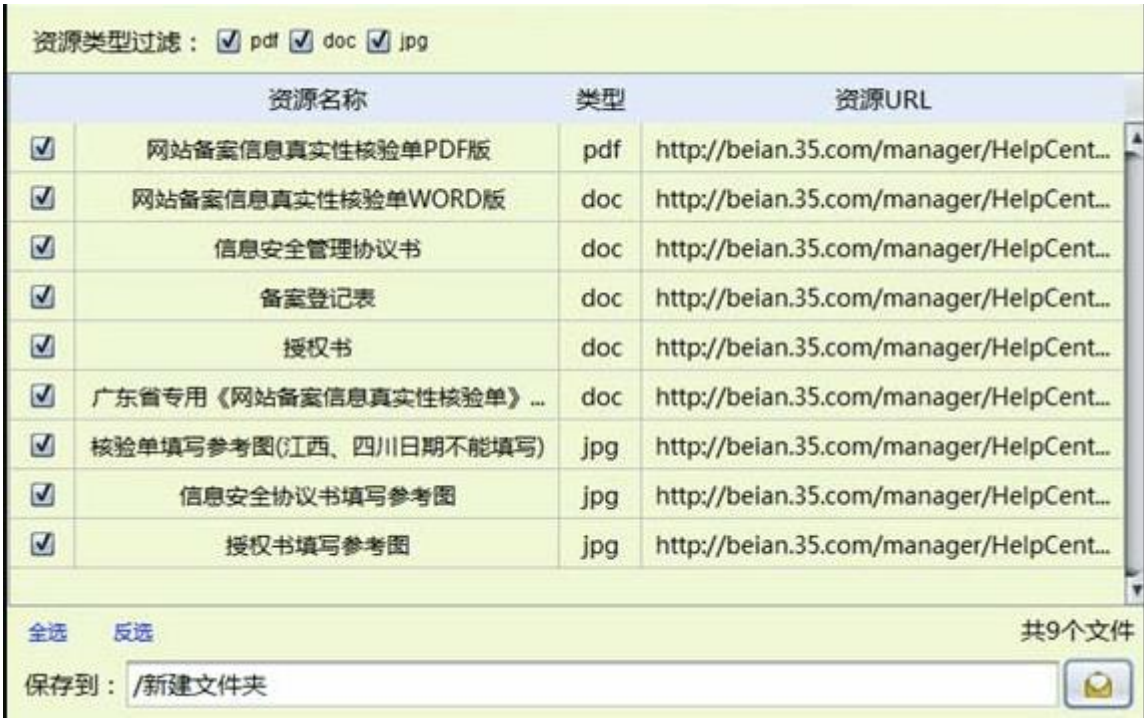 资源类型过滤： pdf doc jpg
资源名称 类型 资源URL
网站备案信息真实性核验单PDF版 pdf http://beian.35.com/manager/HelpCent...
网站备案信息真实性核验单WORD版 doc http://beian.35.com/manager/HelpCent...
信息安全管理协议书 doc http://beian.35.com/manager/HelpCent...
备案登记表 doc http://beian.35.com/manager/HelpCent...
授权书 doc http://beian.35.com/manager/HelpCent...
广东省专用《网站备案信息真实性核验单》... doc http://beian.35.com/manager/HelpCent...
核验单填写参考图(江西、四川日期不能填写) jpg http://beian.35.com/manager/HelpCent...
信息安全协议书填写参考图 jpg http://beian.35.com/manager/HelpCent...
授权书填写参考图 jpg http://beian.35.com/manager/HelpCent...
全选 反选 共9个文件
保存到： /新建文件夹